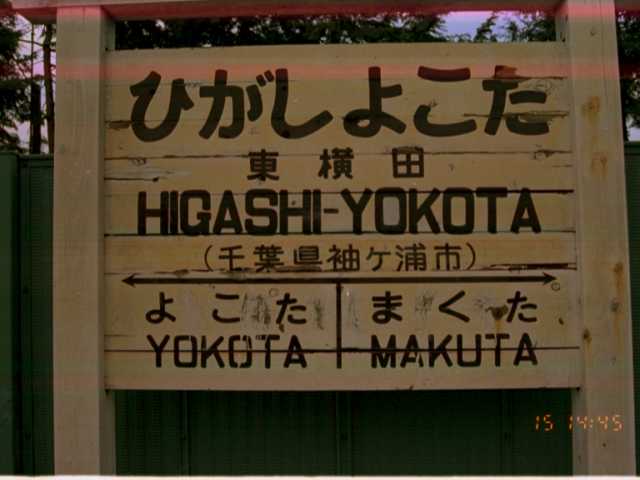 ひがしよこた
東横田
HIGASHI-YOKOTA
(千葉県袖ケ浦市)
よこた まくた
YOKOTA MAKUTA
15 14:45